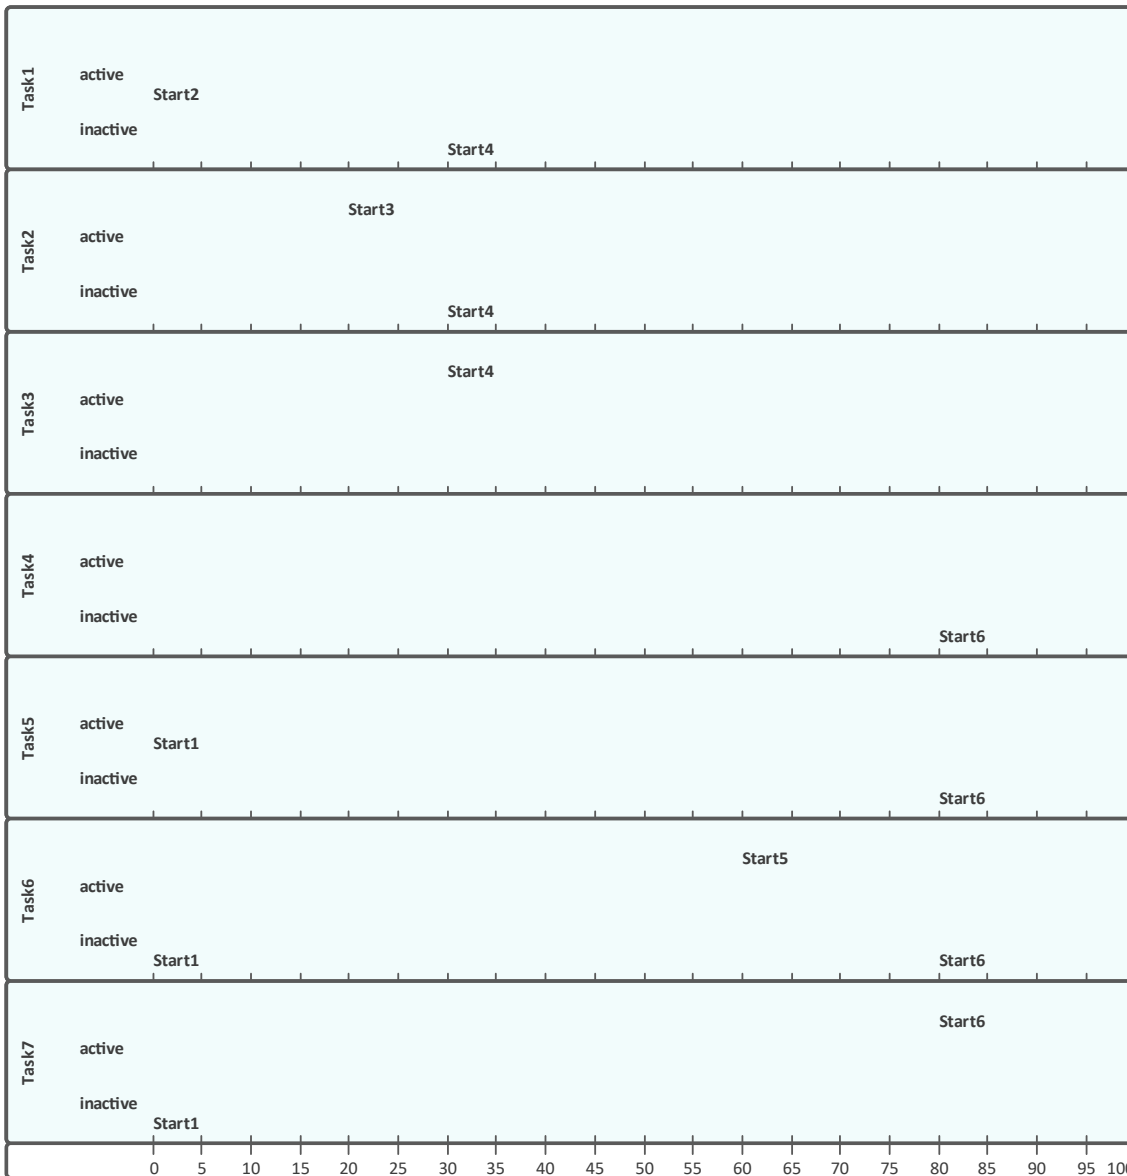 Task1
active
Start2
inactive
Start4
Task2
Start3
active
inactive
Start4
Task3
Start4
active
inactive
Task4
active
inactive
Start6
Task5
active
Start1
inactive
Start6
Task6
Start5
active
inactive
Start1 Start6
Task7
Start6
active
inactive
Start1
0 5 10 15 20 25 30 35 40 45 50 55 60 65 70 75 80 85 90 95